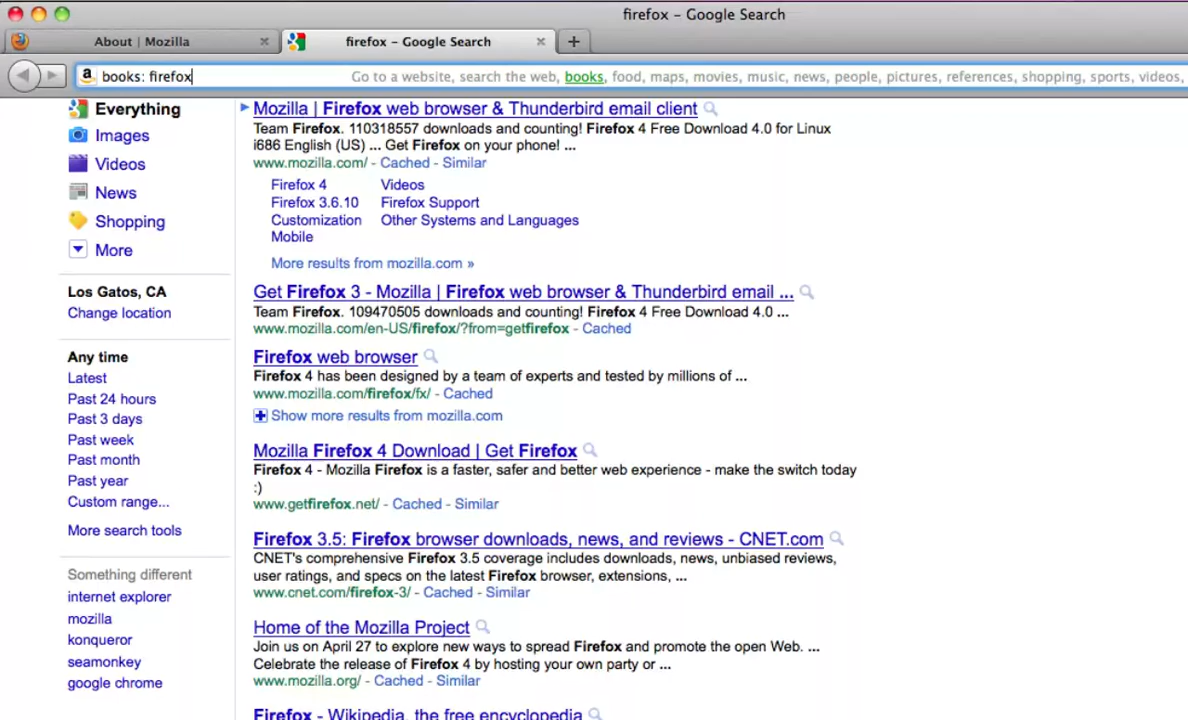 firefox – Google Search
About | Mozilla
firefox – Google Search
books: firefox
Go to a website, search the web, books, food, maps, movies, music, news, people, pictures, references, shopping, sports, videos,
Everything
Images
Videos
News
Shopping
More
Los Gatos, CA
Change location
Any time
Latest
Past 24 hours
Past 3 days
Past week
Past month
Past year
Custom range...
More search tools
Something different
internet explorer
mozilla
konqueror
seamonkey
google chrome
Mozilla | Firefox web browser & Thunderbird email client
Team Firefox. 110318557 downloads and counting! Firefox 4 Free Download 4.0 for Linux
i686 English (US) ... Get Firefox on your phone! ...
www.mozilla.com/ - Cached - Similar
Firefox 4 Videos
Firefox 3.6.10 Firefox Support
Customization Other Systems and Languages
Mobile
More results from mozilla.com »
Get Firefox 3 - Mozilla | Firefox web browser & Thunderbird email ...
Team Firefox. 109470505 downloads and counting! Firefox 4 Free Download 4.0 ...
www.mozilla.com/en-US/firefox/?from=getfirefox - Cached
Firefox web browser
Firefox 4 has been designed by a team of experts and tested by millions of ...
www.mozilla.com/firefox/fx/ - Cached
Show more results from mozilla.com
Mozilla Firefox 4 Download | Get Firefox
Firefox 4 - Mozilla Firefox is a faster, safer and better web experience - make the switch today
:)
www.getfirefox.net/ - Cached - Similar
Firefox 3.5: Firefox browser downloads, news, and reviews - CNET.com
CNET's comprehensive Firefox 3.5 coverage includes downloads, news, unbiased reviews,
user ratings, and specs on the latest Firefox browser, extensions, ...
www.cnet.com/firefox-3/ - Cached - Similar
Home of the Mozilla Project
Join us on April 27 to explore new ways to spread Firefox and promote the open Web. ...
Celebrate the release of Firefox 4 by hosting your own party or ...
www.mozilla.org/ - Cached - Similar
Firefox - Wikipedia, the free encyclopedia